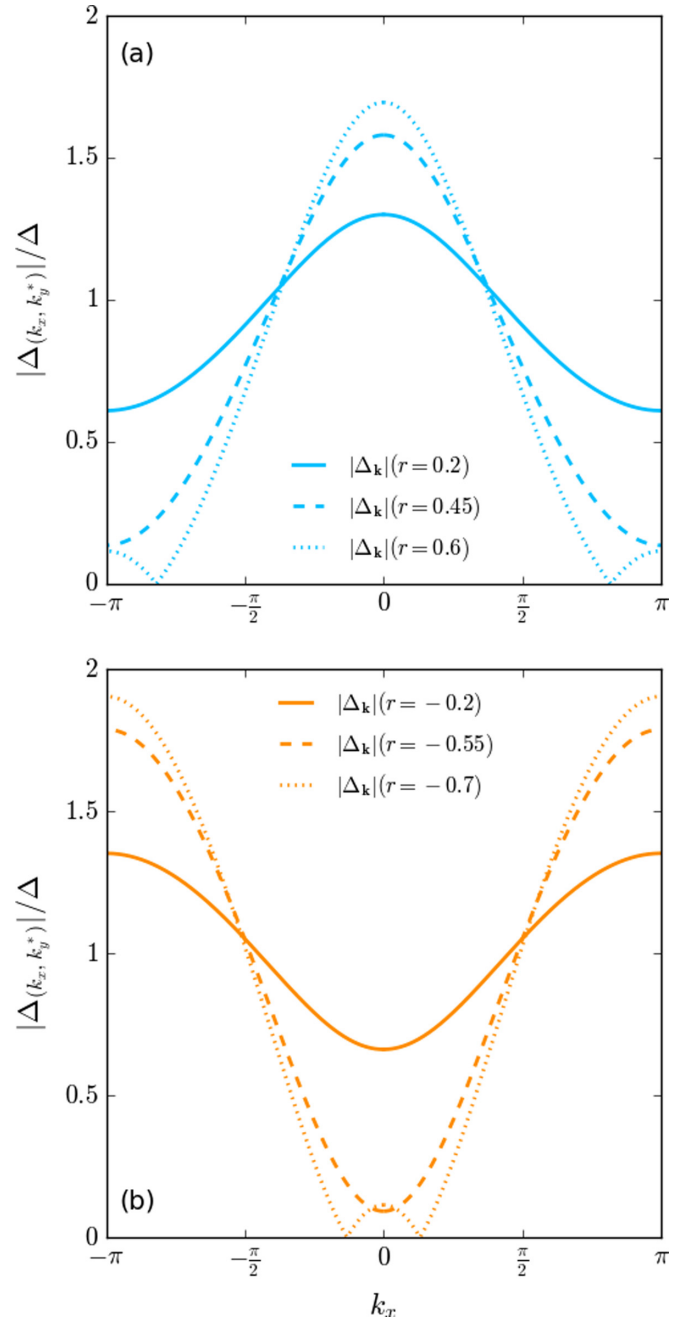 2
(a)
1.5
1
0.5
0
|Δ_(k_x, k_y^*)|/Δ
|Δ_k|(r = 0.2)
|Δ_k|(r = 0.45)
|Δ_k|(r = 0.6)
−π −π/2 0 π/2 π
2
|Δ_k|(r = − 0.2)
|Δ_k|(r = − 0.55)
|Δ_k|(r = − 0.7)
1.5
1
0.5
0
|Δ_(k_x, k_y^*)|/Δ
(b)
−π −π/2 0 π/2 π
k_x